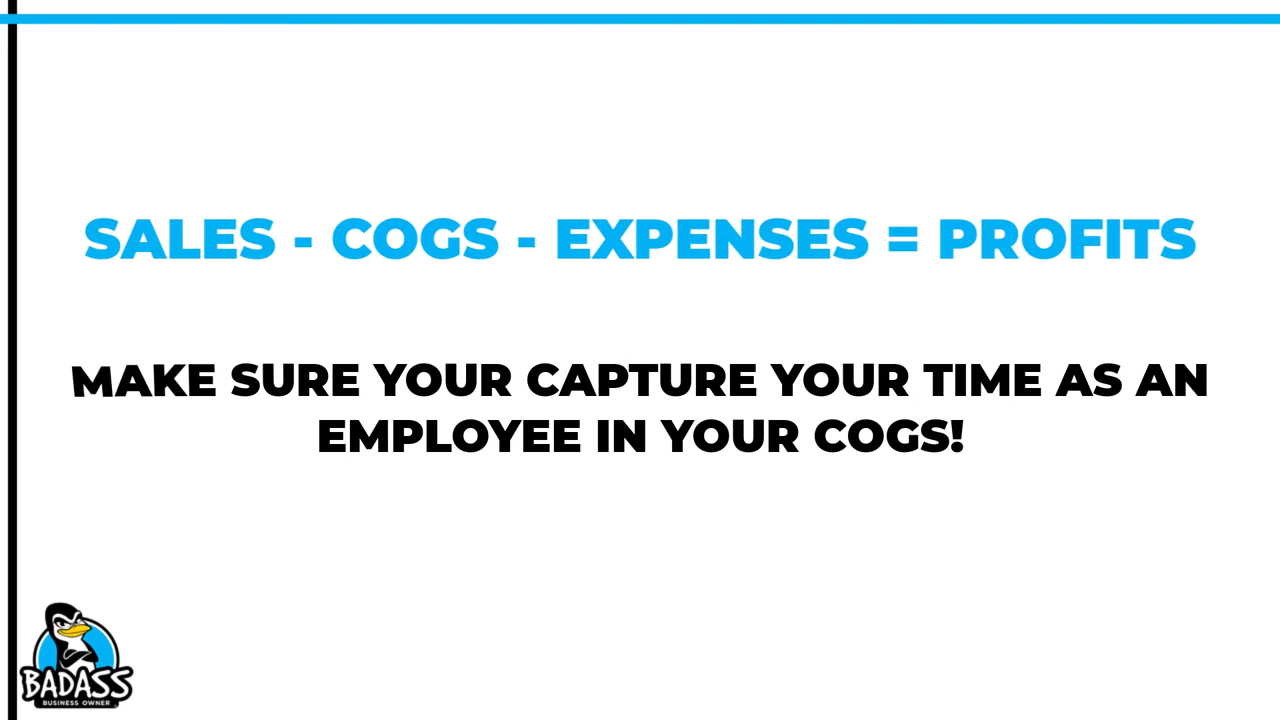 SALES - COGS - EXPENSES = PROFITS
MAKE SURE YOUR CAPTURE YOUR TIME AS AN
EMPLOYEE IN YOUR COGS!
BADASS
BUSINESS OWNER